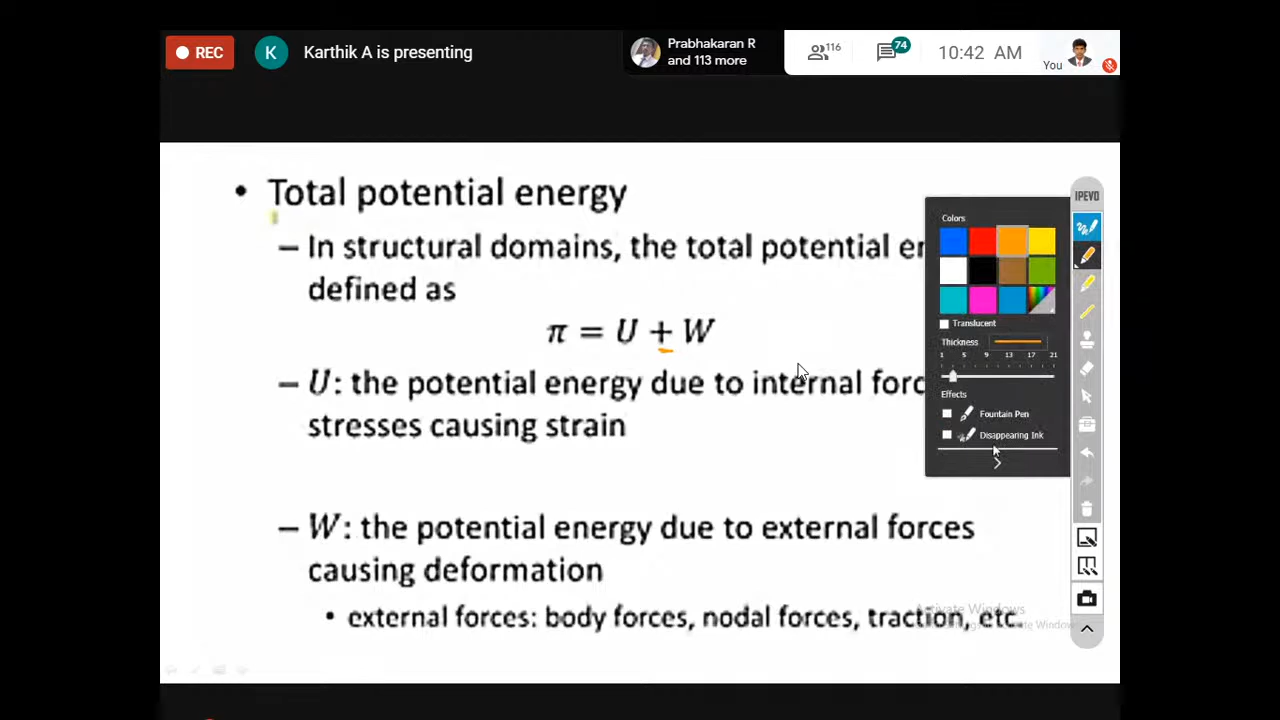 REC
K
Karthik A is presenting
Prabhakaran R
and 113 more
116
74
10:42 AM
You
• Total potential energy
– In structural domains, the total potential en
defined as
π = U + W
– U: the potential energy due to internal forc
stresses causing strain
– W: the potential energy due to external forces
causing deformation
• external forces: body forces, nodal forces, traction, etc.
IPEVO
Colors
Translucent
Thickness
1 5 9 13 17 21
Effects
Fountain Pen
Disappearing Ink
Activate Windows